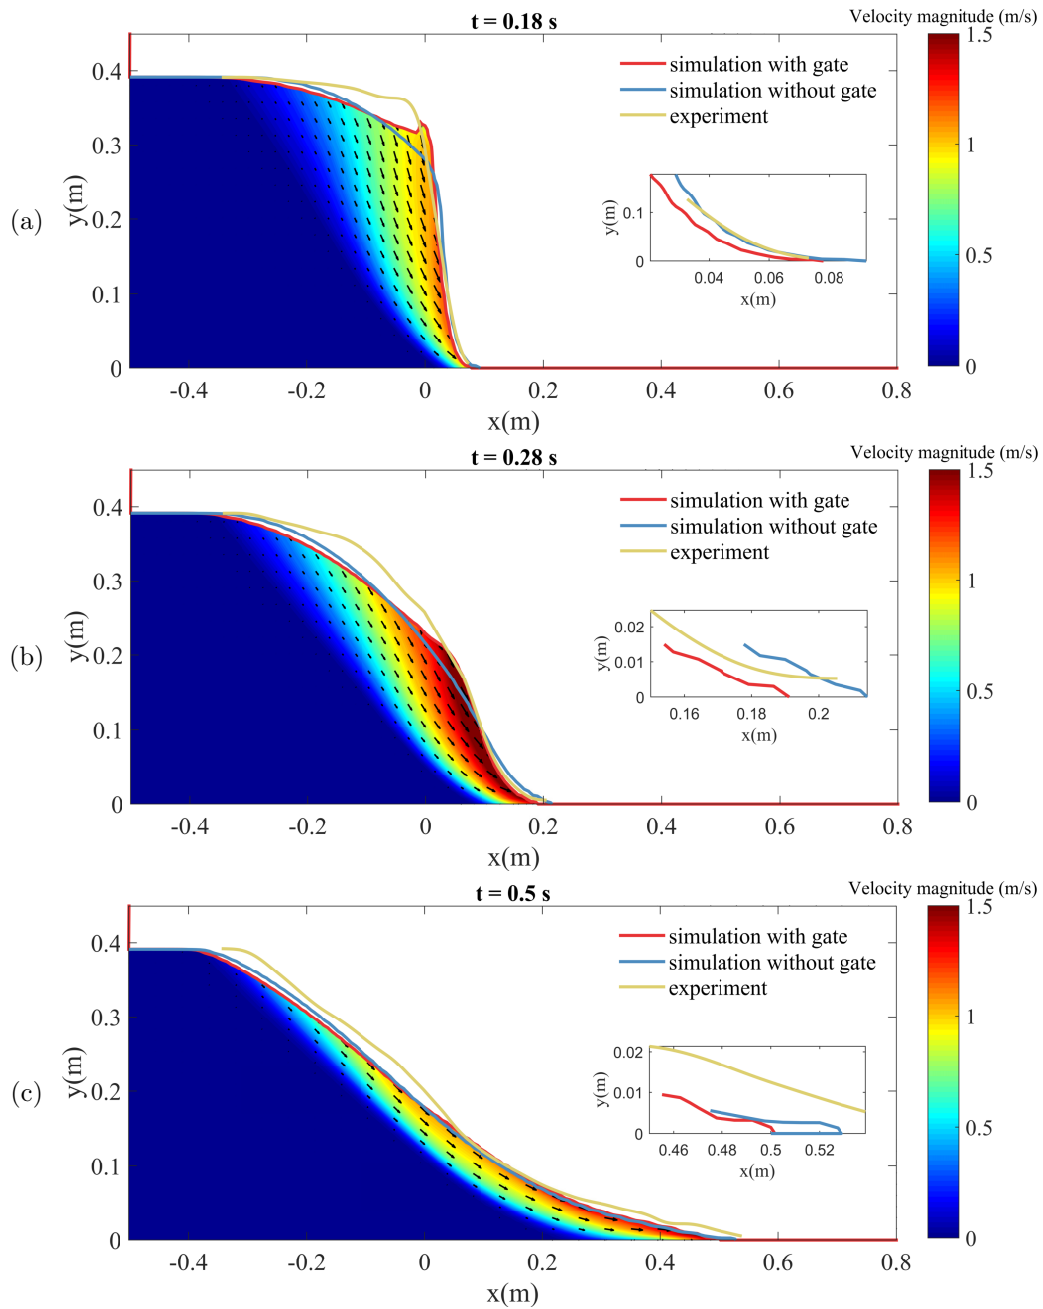 t = 0.18 s
Velocity magnitude (m/s)
(a)
y(m)
0.4
0.3
0.2
0.1
0
-0.4 -0.2 0 0.2 0.4 0.6 0.8
x(m)
simulation with gate
simulation without gate
experiment
y(m)
0.1
0
0.04 0.06 0.08
x(m)
1.5
1
0.5
0
t = 0.28 s
Velocity magnitude (m/s)
(b)
y(m)
0.4
0.3
0.2
0.1
0
-0.4 -0.2 0 0.2 0.4 0.6 0.8
x(m)
simulation with gate
simulation without gate
experiment
y(m)
0.02
0.01
0
0.16 0.18 0.2
x(m)
1.5
1
0.5
0
t = 0.5 s
Velocity magnitude (m/s)
(c)
y(m)
0.4
0.3
0.2
0.1
0
-0.4 -0.2 0 0.2 0.4 0.6 0.8
x(m)
simulation with gate
simulation without gate
experiment
y(m)
0.02
0.01
0
0.46 0.48 0.5 0.52
x(m)
1.5
1
0.5
0